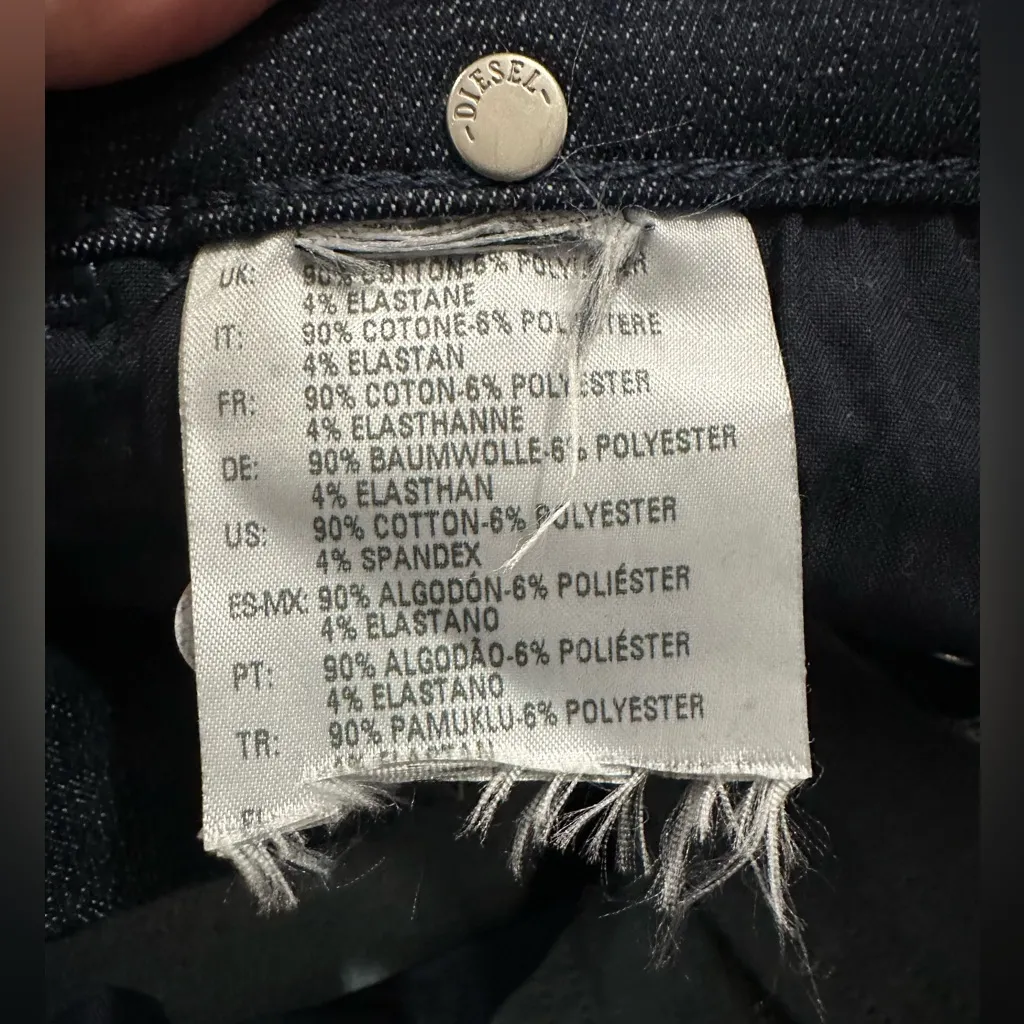 -DIESEL-
UK: 90% COTTON-6% POLYESTER
4% ELASTANE
IT: 90% COTONE-6% POLIESTERE
4% ELASTAN
FR: 90% COTON-6% POLYESTER
4% ELASTHANNE
DE: 90% BAUMWOLLE-6% POLYESTER
4% ELASTHAN
US: 90% COTTON-6% POLYESTER
4% SPANDEX
ES-MX: 90% ALGODÓN-6% POLIÉSTER
4% ELASTANO
PT: 90% ALGODÃO-6% POLIÉSTER
4% ELASTANO
TR: 90% PAMUKLU-6% POLYESTER
ELASTAN